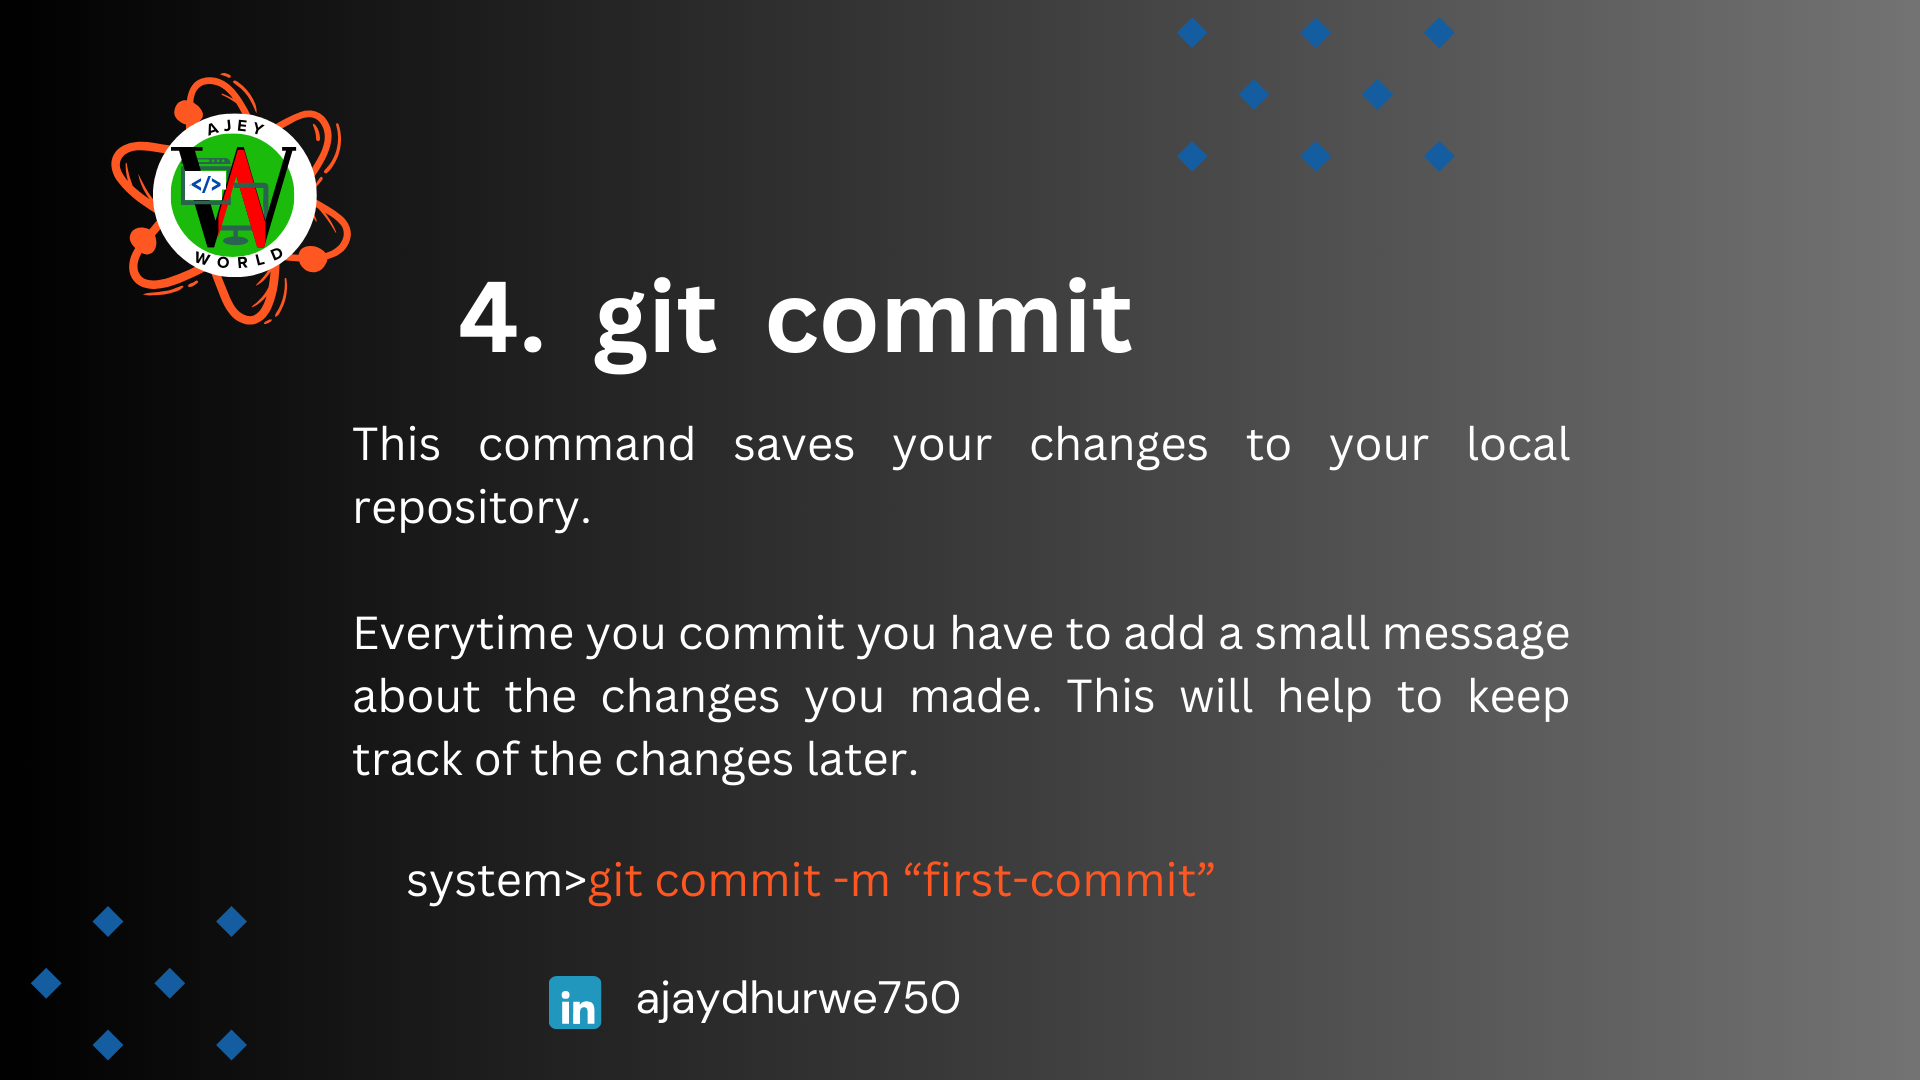 AJEY
</>
W
WORLD
4. git commit
This command saves your changes to your local
repository.
Everytime you commit you have to add a small message
about the changes you made. This will help to keep
track of the changes later.
system>git commit -m “first-commit”
in ajaydhurwe750